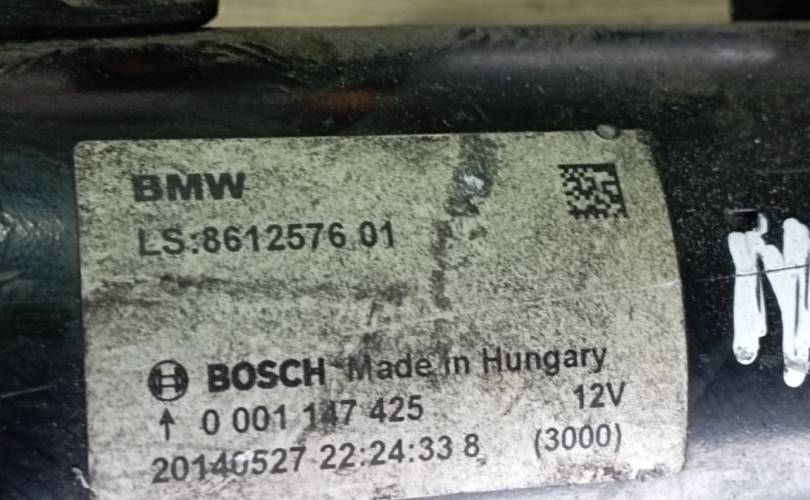 BMW
LS:8612576 01
BOSCH Made in Hungary
↑ 0 001 147 425 12V
20140527 22:24:33 8 (3000)